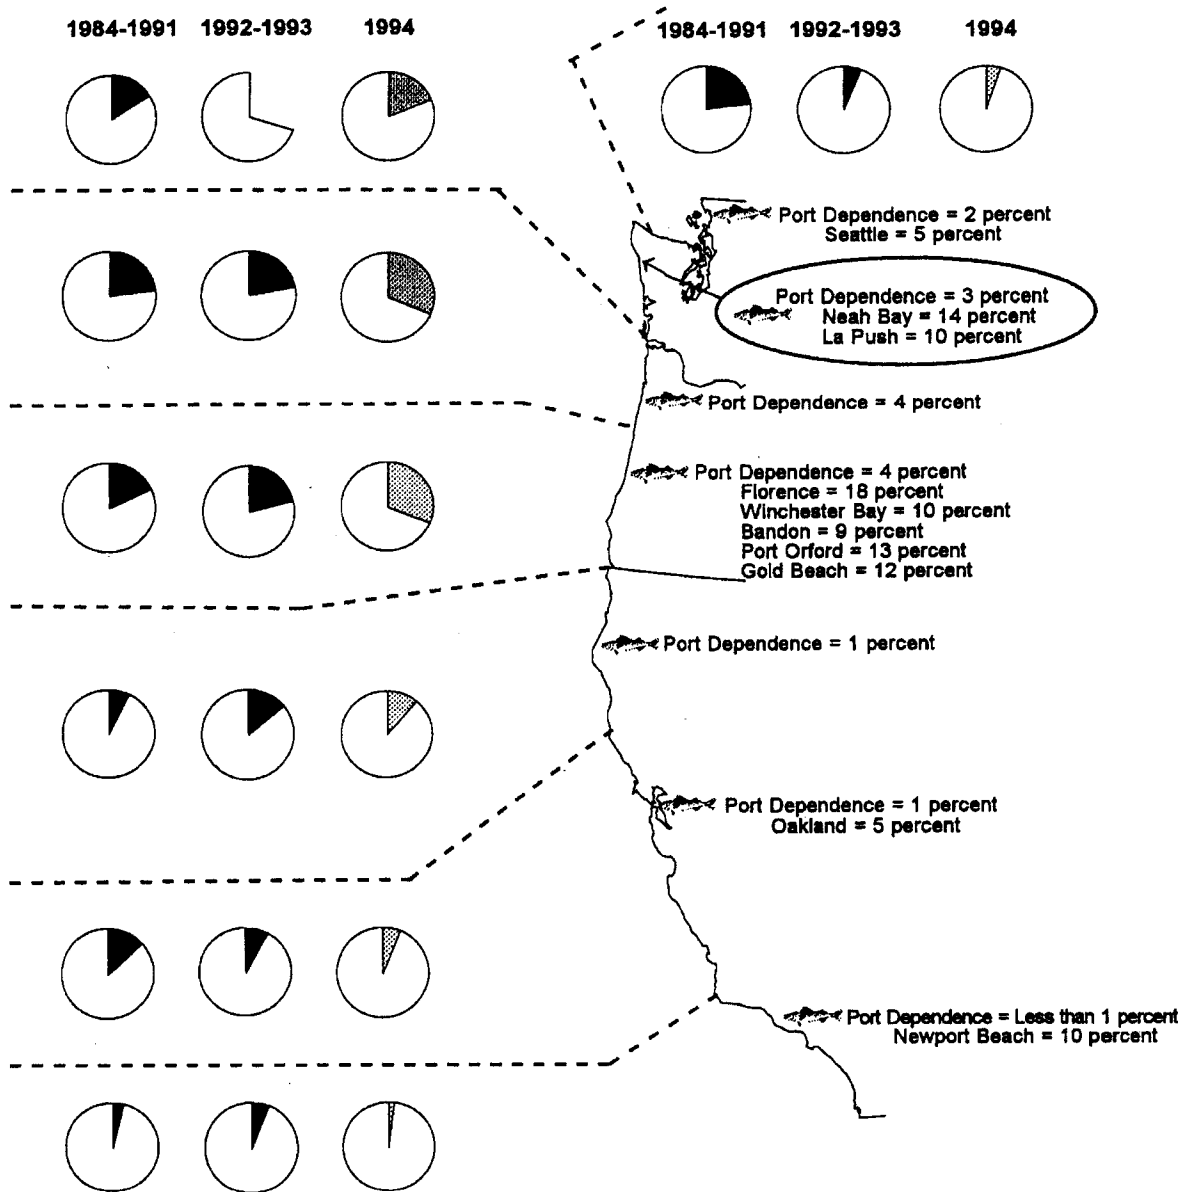 1984-1991 1992-1993 1994
1984-1991 1992-1993 1994
Port Dependence = 2 percent
Seattle = 5 percent
Port Dependence = 3 percent
Neah Bay = 14 percent
La Push = 10 percent
Port Dependence = 4 percent
Port Dependence = 4 percent
Florence = 18 percent
Winchester Bay = 10 percent
Bandon = 9 percent
Port Orford = 13 percent
Gold Beach = 12 percent
Port Dependence = 1 percent
Port Dependence = 1 percent
Oakland = 5 percent
Port Dependence = Less than 1 percent
Newport Beach = 10 percent